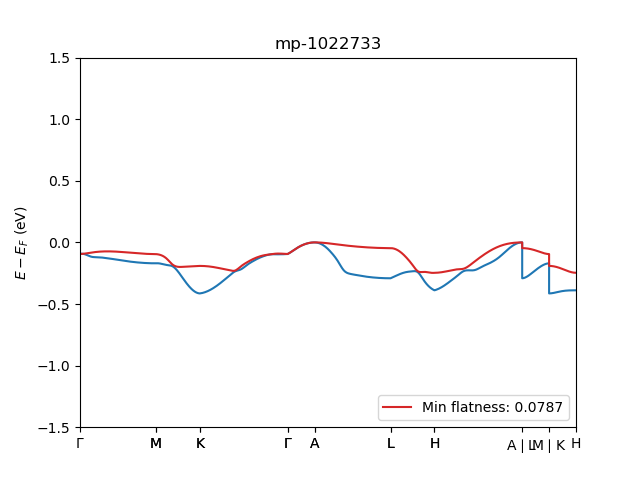 mp-1022733
E − E_F (eV)
1.5
1.0
0.5
0.0
−0.5
−1.0
−1.5
Min flatness: 0.0787
Γ M K Γ A L H A | L M | K H